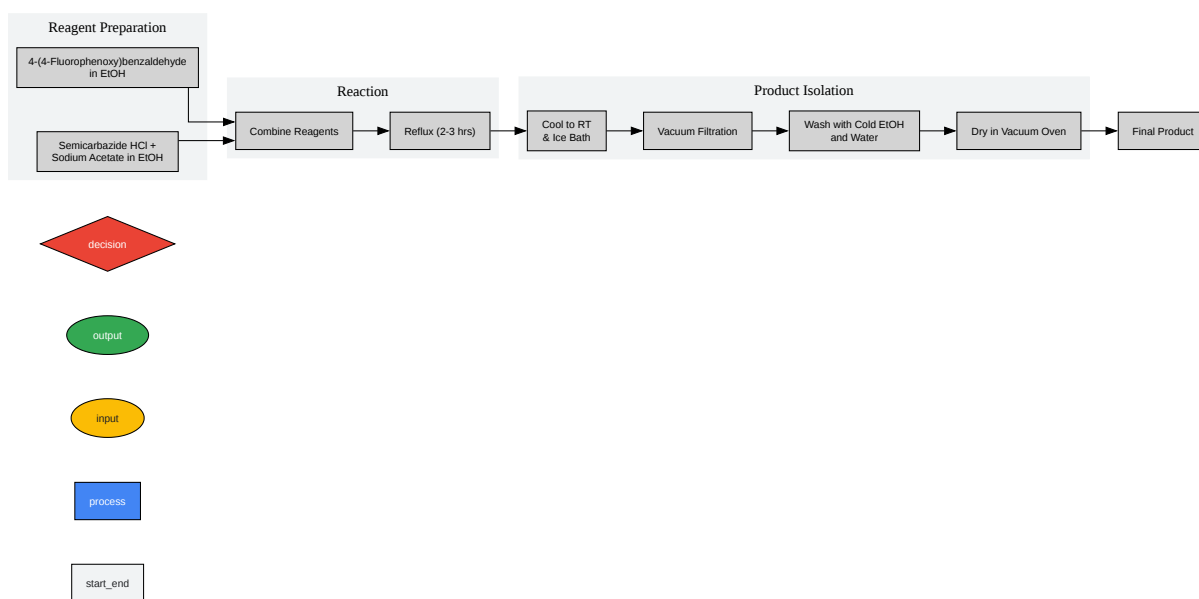 Reagent Preparation
4-(4-Fluorophenoxy)benzaldehyde
in EtOH
Semicarbazide HCl +
Sodium Acetate in EtOH
Reaction
Combine Reagents
Reflux (2-3 hrs)
Product Isolation
Cool to RT
& Ice Bath
Vacuum Filtration
Wash with Cold EtOH
and Water
Dry in Vacuum Oven
Final Product
decision
output
input
process
start_end